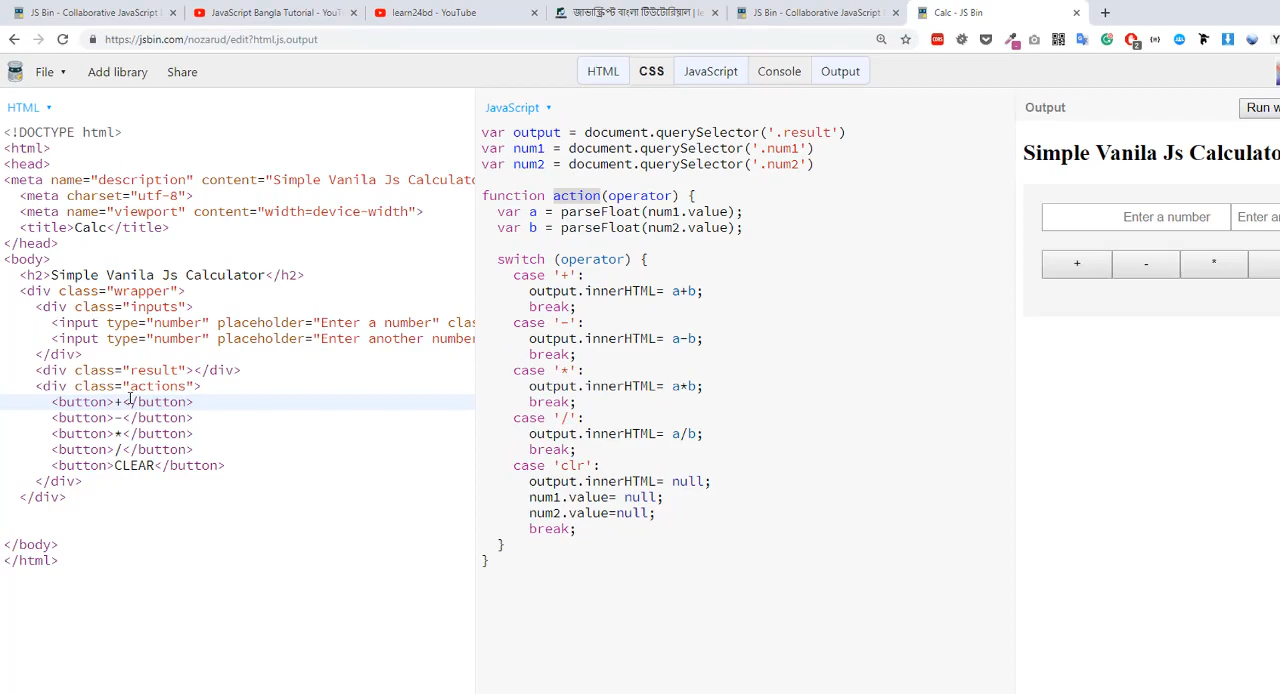 JS Bin - Collaborative JavaScript
JavaScript Bangla Tutorial - YouT
learn24bd - YouTube
জাভাস্ক্রিপ্ট বাংলা টিউটোরিয়াল | le
JS Bin - Collaborative JavaScript
Calc - JS Bin
https://jsbin.com/nozarud/edit?html,js,output
File
Add library
Share
HTML
CSS
JavaScript
Console
Output
HTML
<!DOCTYPE html>
<html>
<head>
<meta name="description" content="Simple Vanila Js Calculato
<meta charset="utf-8">
<meta name="viewport" content="width=device-width">
<title>Calc</title>
</head>
<body>
<h2>Simple Vanila Js Calculator</h2>
<div class="wrapper">
<div class="inputs">
<input type="number" placeholder="Enter a number" clas
<input type="number" placeholder="Enter another number
</div>
<div class="result"></div>
<div class="actions">
<button>+</button>
<button>-</button>
<button>*</button>
<button>/</button>
<button>CLEAR</button>
</div>
</div>
</body>
</html>
JavaScript
var output = document.querySelector('.result')
var num1 = document.querySelector('.num1')
var num2 = document.querySelector('.num2')
function action(operator) {
var a = parseFloat(num1.value);
var b = parseFloat(num2.value);
switch (operator) {
case '+':
output.innerHTML= a+b;
break;
case '-':
output.innerHTML= a-b;
break;
case '*':
output.innerHTML= a*b;
break;
case '/':
output.innerHTML= a/b;
break;
case 'clr':
output.innerHTML= null;
num1.value= null;
num2.value=null;
break;
}
}
Output
Run w
Simple Vanila Js Calculato
Enter a number
Enter an
+
-
*